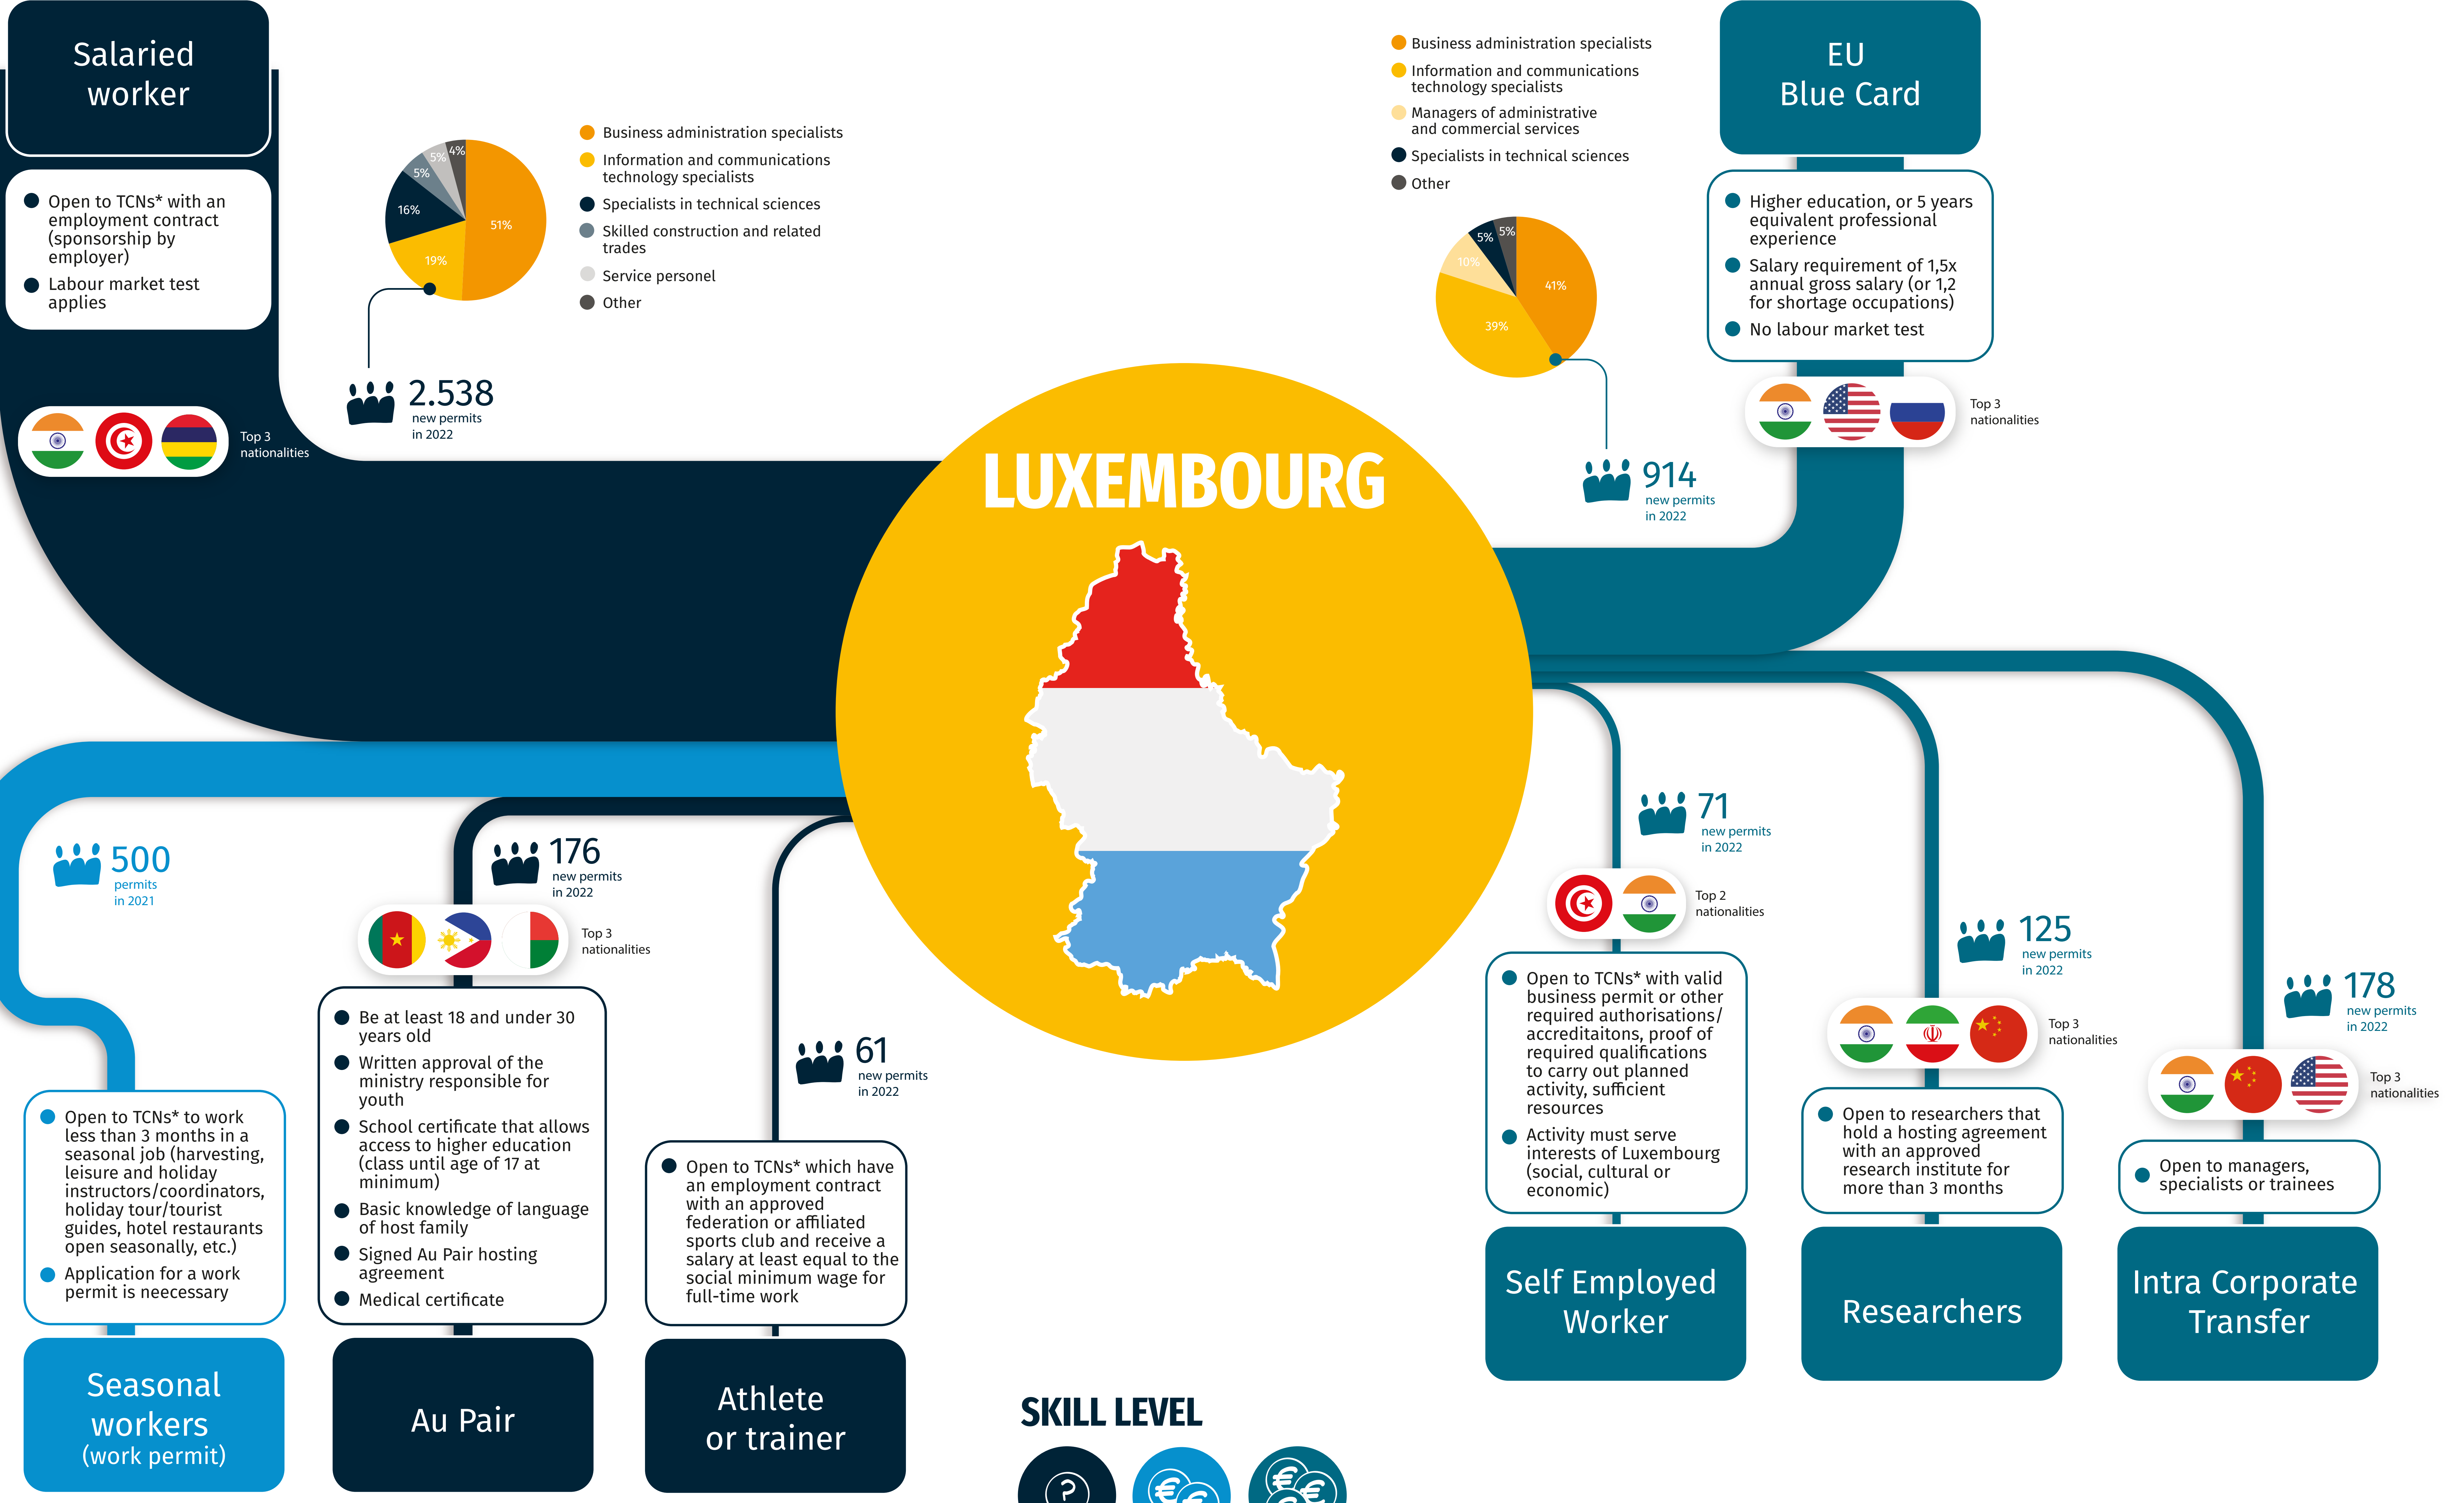 Salaried
worker
Open to TCNs* with an
employment contract
(sponsorship by
employer)
Labour market test
applies
Top 3
nationalities
51%
19%
16%
5%
5%
4%
Business administration specialists
Information and communications
technology specialists
Specialists in technical sciences
Skilled construction and related
trades
Service personel
Other
2.538
new permits
in 2022
Business administration specialists
Information and communications
technology specialists
Managers of administrative
and commercial services
Specialists in technical sciences
Other
41%
39%
10%
5%
5%
914
new permits
in 2022
EU
Blue Card
Higher education, or 5 years
equivalent professional
experience
Salary requirement of 1,5x
annual gross salary (or 1,2
for shortage occupations)
No labour market test
Top 3
nationalities
LUXEMBOURG
500
permits
in 2021
Open to TCNs* to work
less than 3 months in a
seasonal job (harvesting,
leisure and holiday
instructors/coordinators,
holiday tour/tourist
guides, hotel restaurants
open seasonally, etc.)
Application for a work
permit is neecessary
Seasonal
workers
(work permit)
176
new permits
in 2022
Top 3
nationalities
Be at least 18 and under 30
years old
Written approval of the
ministry responsible for
youth
School certificate that allows
access to higher education
(class until age of 17 at
minimum)
Basic knowledge of language
of host family
Signed Au Pair hosting
agreement
Medical certificate
Au Pair
61
new permits
in 2022
Open to TCNs* which have
an employment contract
with an approved
federation or affiliated
sports club and receive a
salary at least equal to the
social minimum wage for
full-time work
Athlete
or trainer
71
new permits
in 2022
Top 2
nationalities
Open to TCNs* with valid
business permit or other
required authorisations/
accreditaitons, proof of
required qualifications
to carry out planned
activity, sufficient
resources
Activity must serve
interests of Luxembourg
(social, cultural or
economic)
Self Employed
Worker
125
new permits
in 2022
Top 3
nationalities
Open to researchers that
hold a hosting agreement
with an approved
research institute for
more than 3 months
Researchers
178
new permits
in 2022
Top 3
nationalities
Open to managers,
specialists or trainees
Intra Corporate
Transfer
SKILL LEVEL
?
€ €
€ €
€